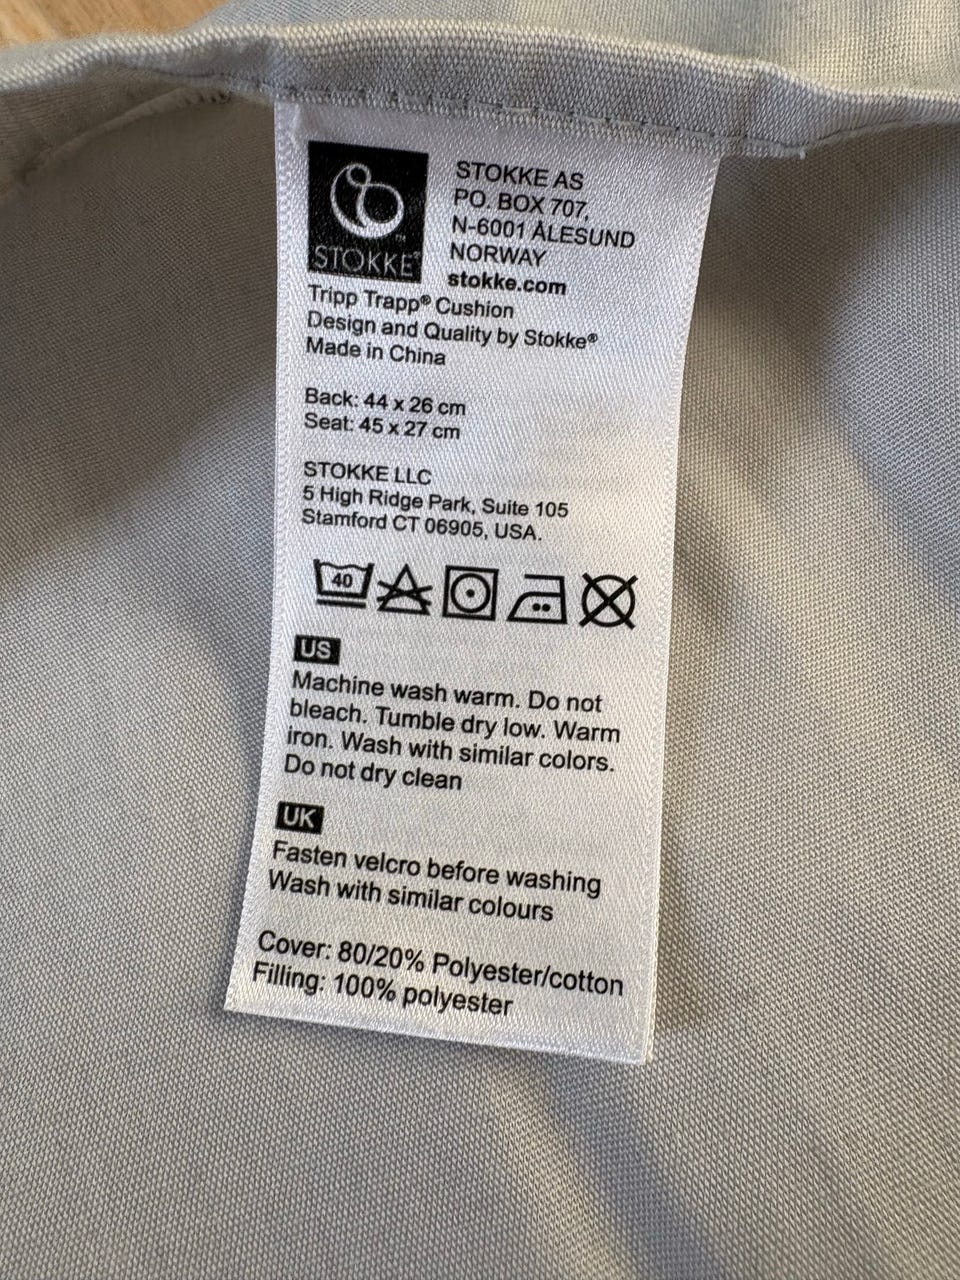 STOKKE
STOKKE AS
PO. BOX 707,
N-6001 ÅLESUND
NORWAY
stokke.com
Tripp Trapp® Cushion
Design and Quality by Stokke®
Made in China
Back: 44 x 26 cm
Seat: 45 x 27 cm
STOKKE LLC
5 High Ridge Park, Suite 105
Stamford CT 06905, USA.
40
US
Machine wash warm. Do not
bleach. Tumble dry low. Warm
iron. Wash with similar colors.
Do not dry clean
UK
Fasten velcro before washing
Wash with similar colours
Cover: 80/20% Polyester/cotton
Filling: 100% polyester